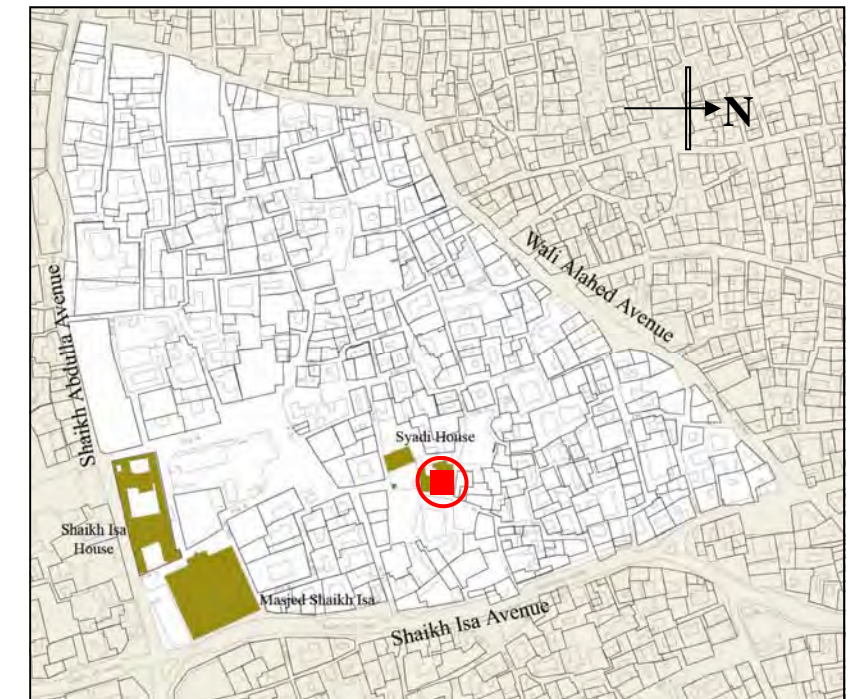 N
Wali Alahed Avenue
Shaikh Abdulla Avenue
Syadi House
Shaikh Isa
House
Masjed Shaikh Isa
Shaikh Isa Avenue